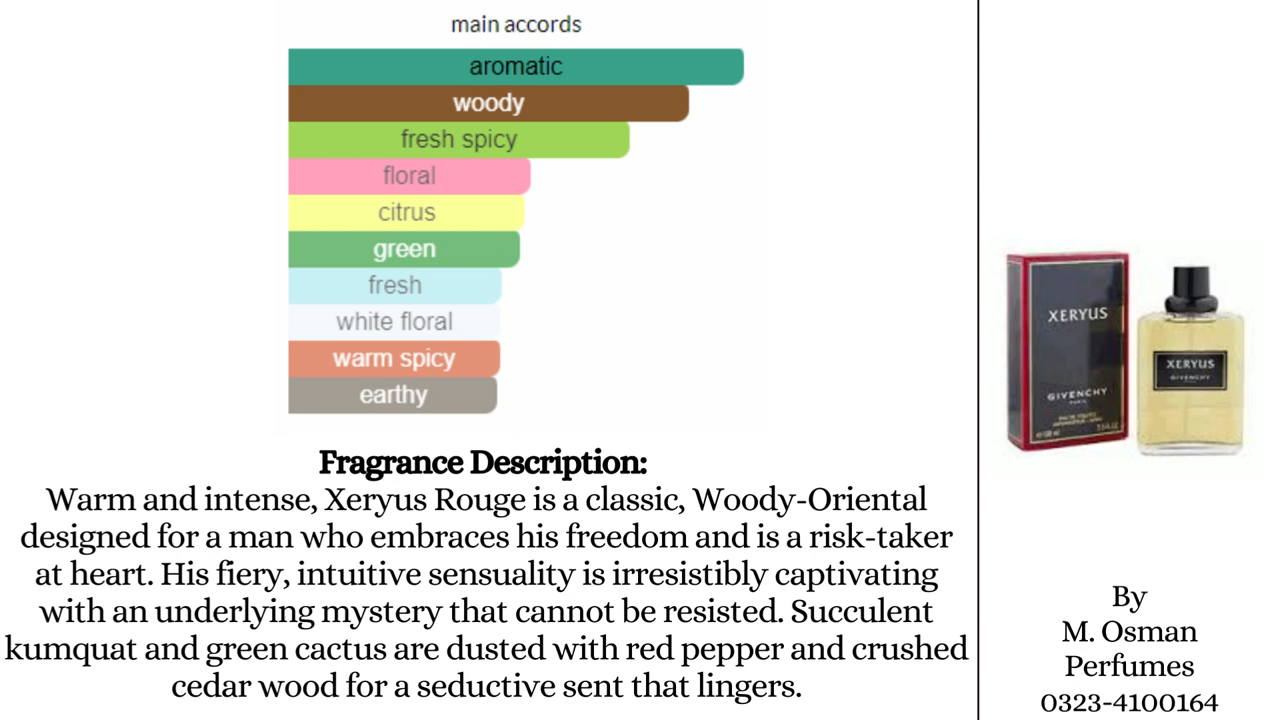 main accords
aromatic
woody
fresh spicy
floral
citrus
green
fresh
white floral
warm spicy
earthy
Fragrance Description:
Warm and intense, Xeryus Rouge is a classic, Woody-Oriental
designed for a man who embraces his freedom and is a risk-taker
at heart. His fiery, intuitive sensuality is irresistibly captivating
with an underlying mystery that cannot be resisted. Succulent
kumquat and green cactus are dusted with red pepper and crushed
cedar wood for a seductive sent that lingers.
XERYUS
GIVENCHY
PARIS
XERYUS
GIVENCHY
By
M. Osman
Perfumes
0323-4100164